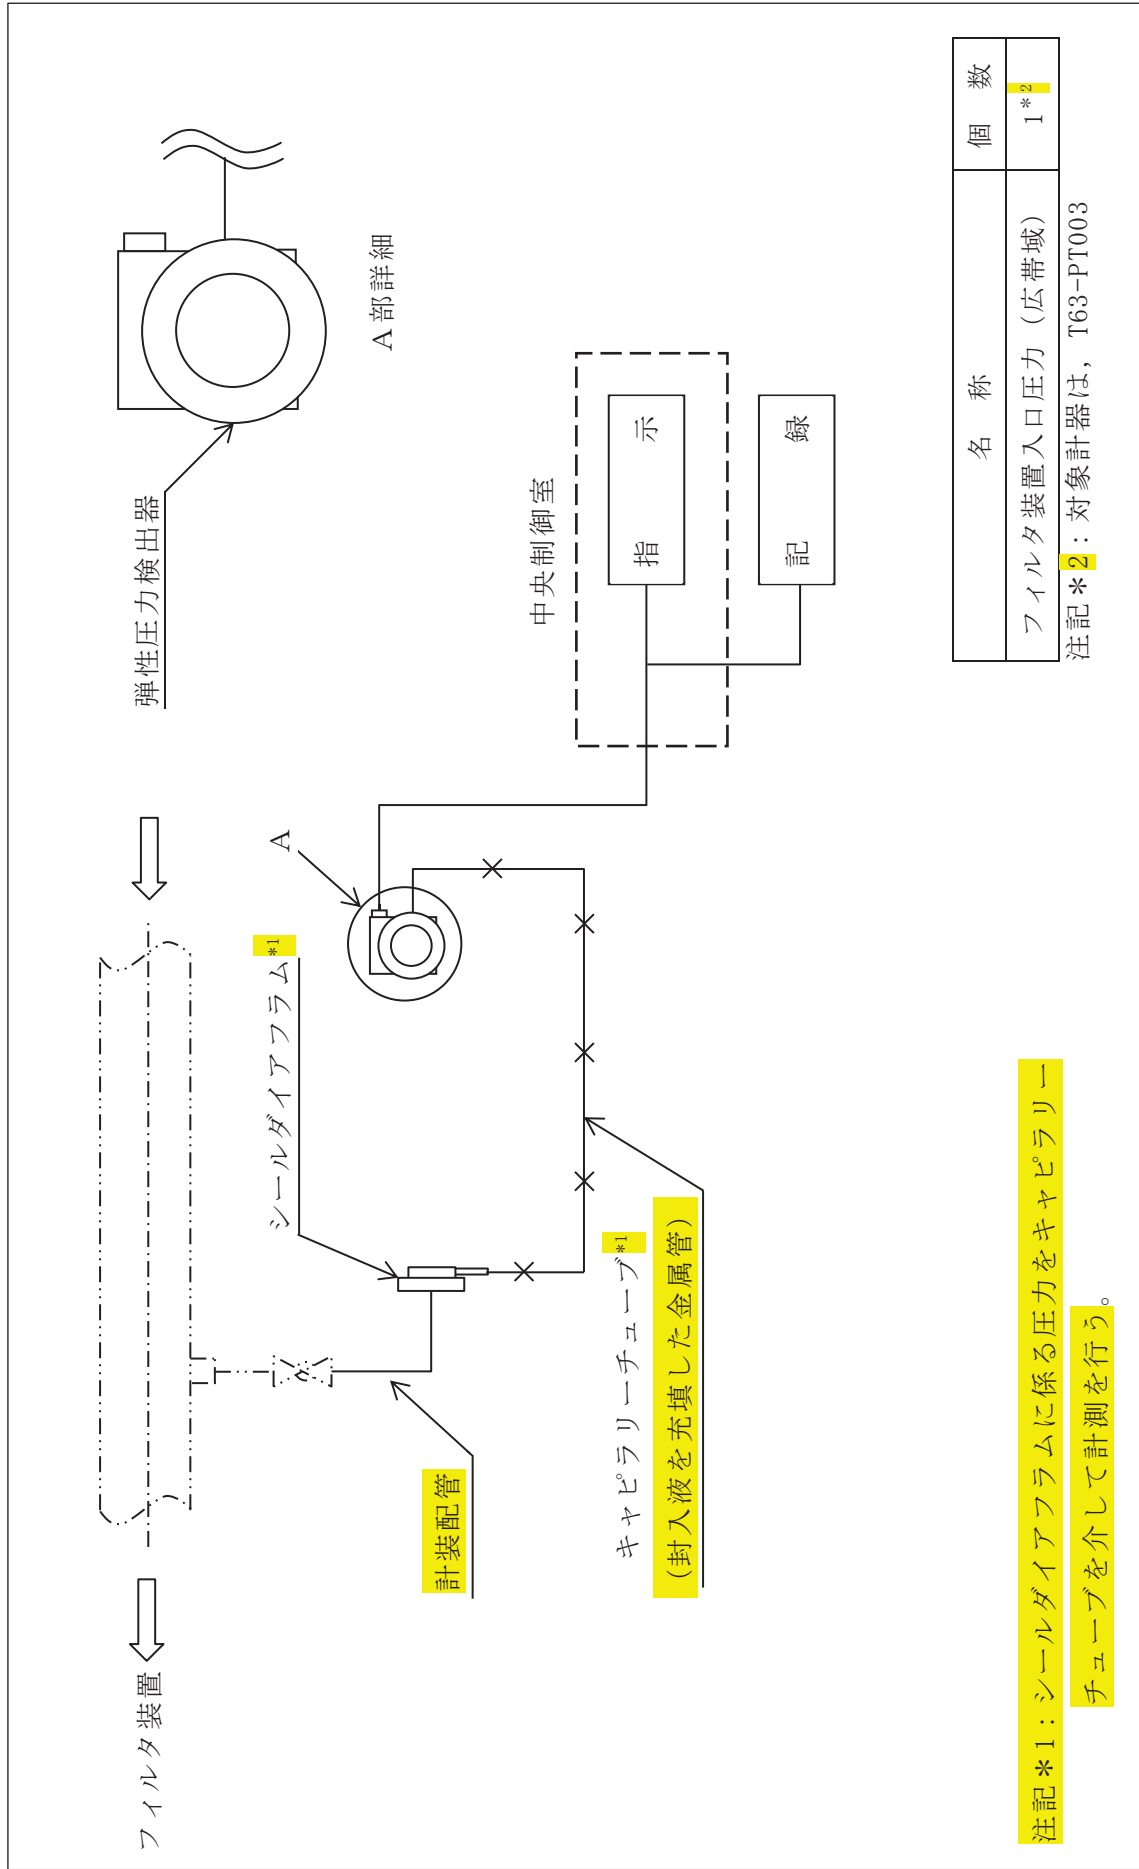 フィルタ装置
弾性圧力検出器
A部詳細
シールダイアフラム*1
A
計装配管
中央制御室
指　示
記　録
キャピラリーチューブ*1
(封入液を充填した金属管)
名　称　個　数
フィルタ装置入口圧力（広帯域）　1*2
注記＊2：対象計器は，T63-PT003
注記＊1：シールダイアフラムに係る圧力をキャピラリー
チューブを介して計測を行う。